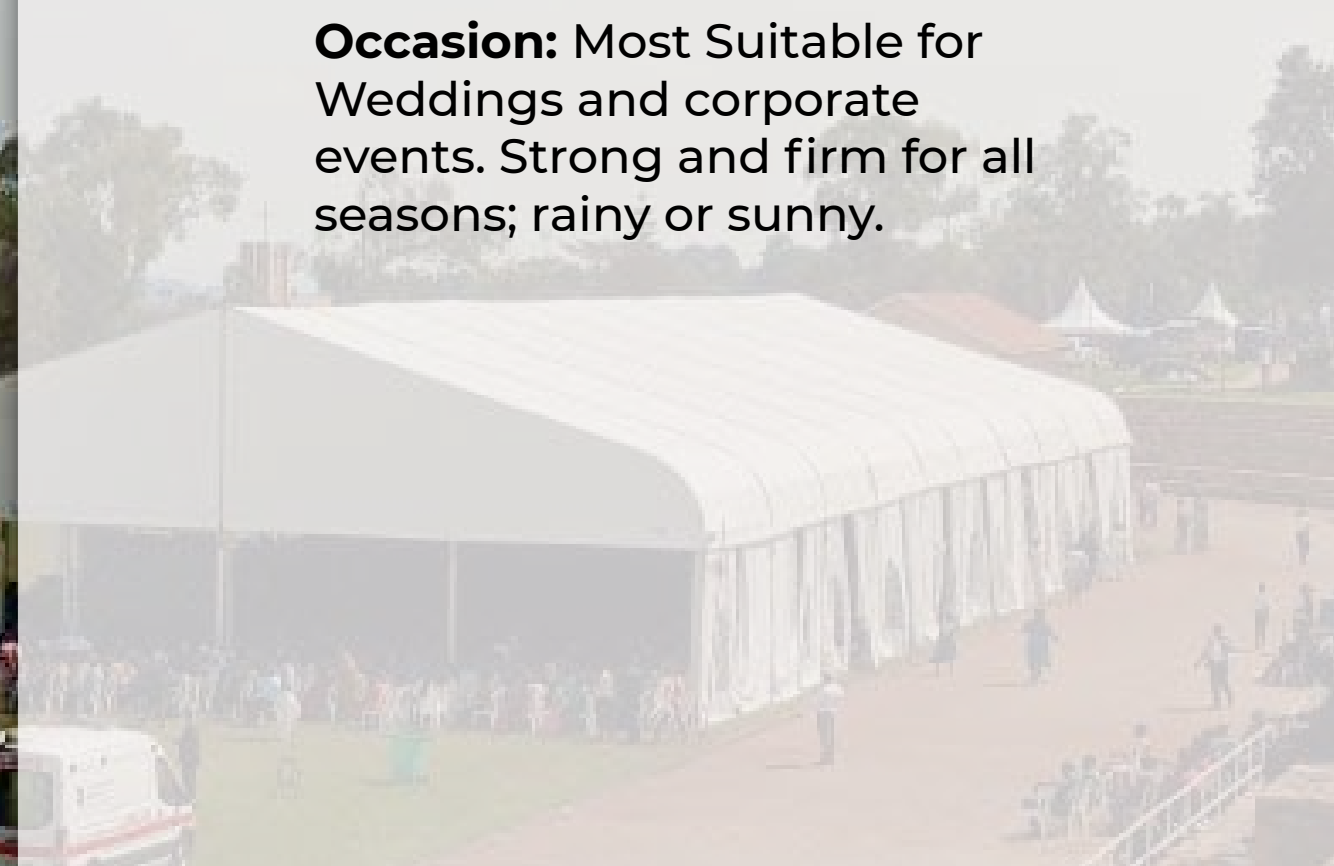 Occasion: Most Suitable for
Weddings and corporate
events. Strong and firm for all
seasons; rainy or sunny.